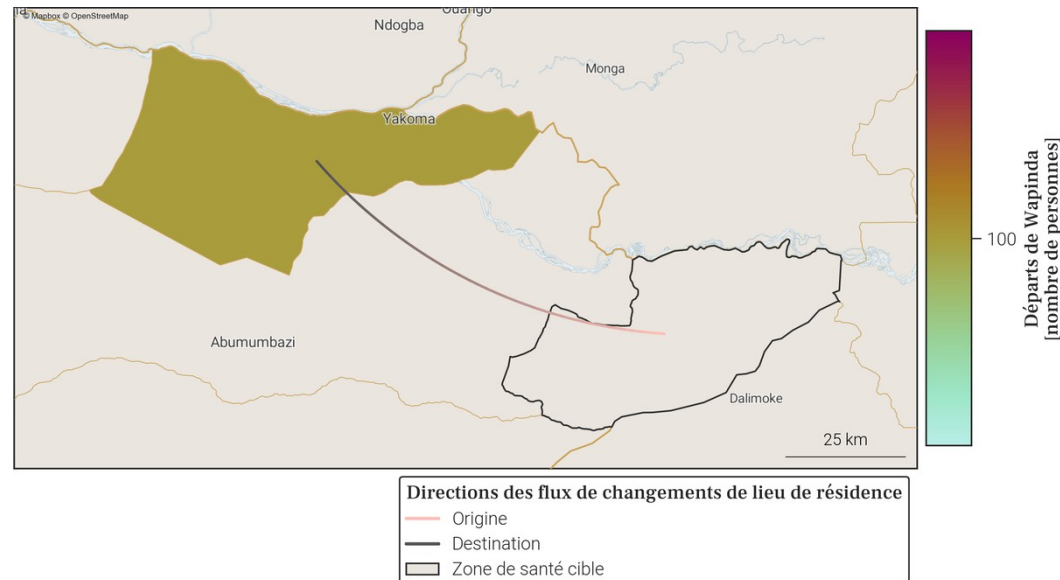 © Mapbox © OpenStreetMap
Ndogba
Monga
Yakoma
Abumumbazi
Dalimoke
25 km
100
Départs de Wapinda
[nombre de personnes]
Directions des flux de changements de lieu de résidence
Origine
Destination
Zone de santé cible